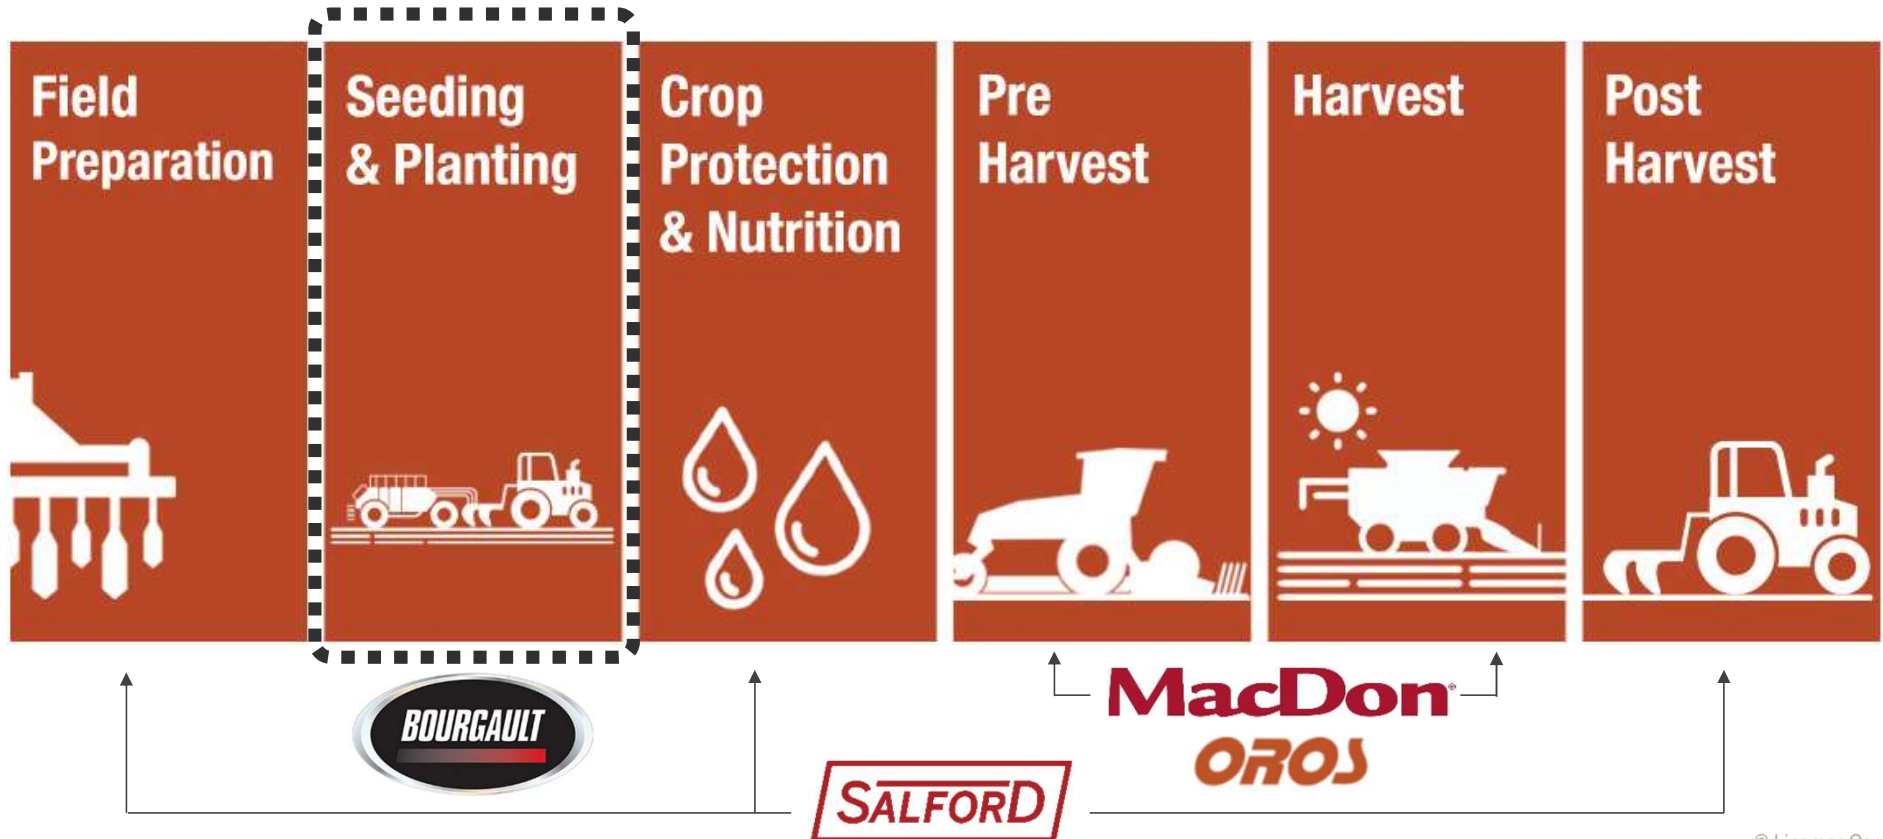 Field
Preparation
Seeding
& Planting
Crop
Protection
& Nutrition
Pre
Harvest
Harvest
Post
Harvest
BOURGAULT
MacDon
OROS
SALFORD